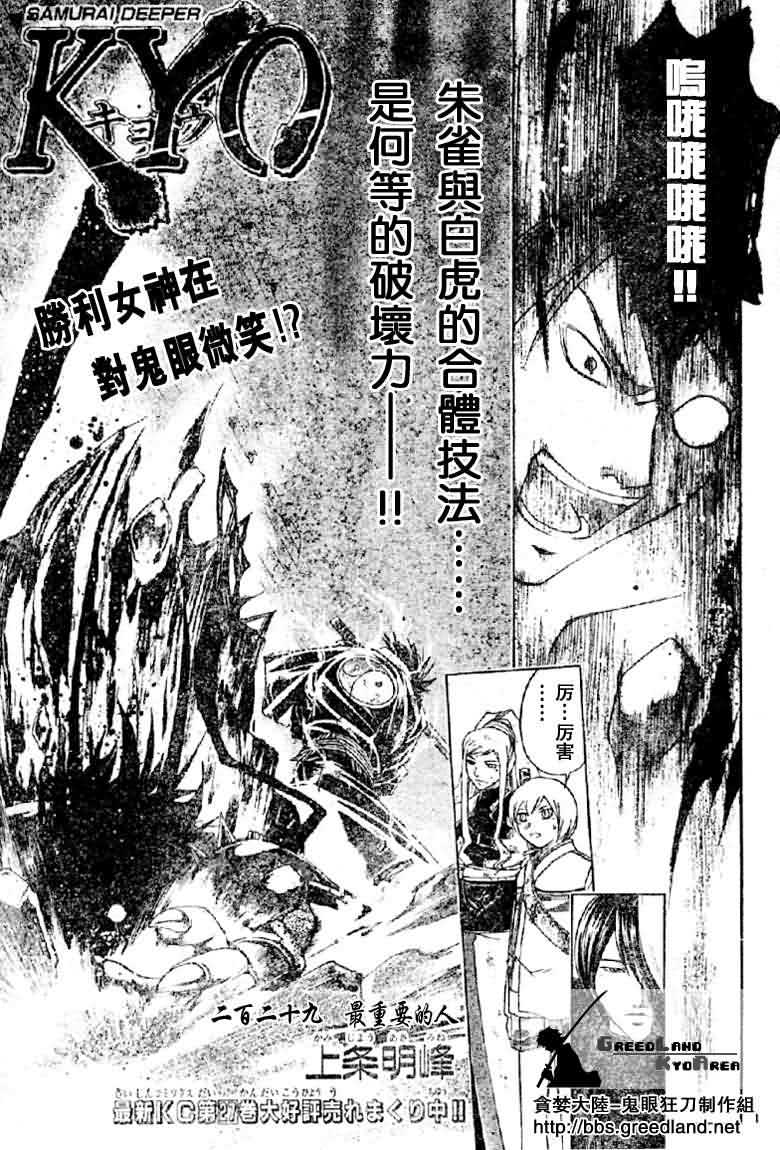 SAMURAI DEEPER
KYO
キョウ
嗚哦哦哦哦!!
朱雀與白虎的合體技法……
是何等的破壞力——!!
勝利女神在
對鬼眼微笑!?
厉…厉害
……
二百二十九 最重要的人
上条明峰
最新KC第27巻大好評売れまくり中!!
GREEDLAND
KYOAREA
貪婪大陸-鬼眼狂刀制作組
http://bbs.greedland.net